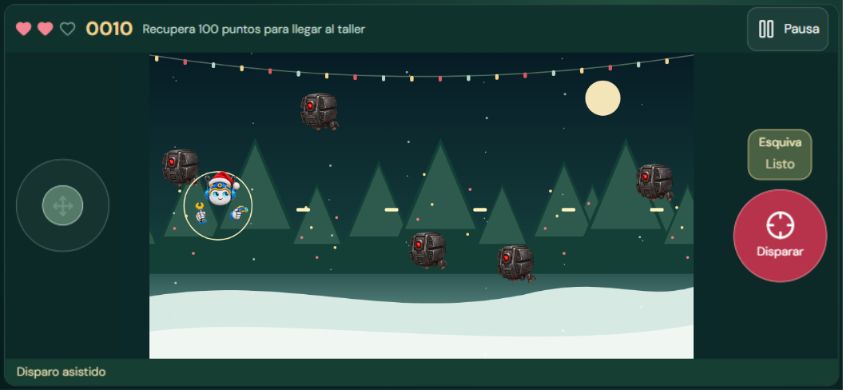 0010
Recupera 100 puntos para llegar al taller
Pausa
Esquiva
Listo
Disparar
Disparo asistido